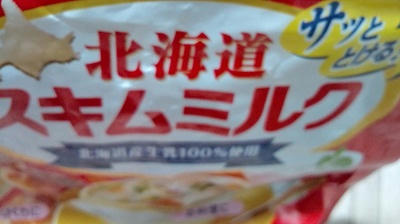 北海道
サッと
とける
スキムミルク
北海道産生乳100%使用